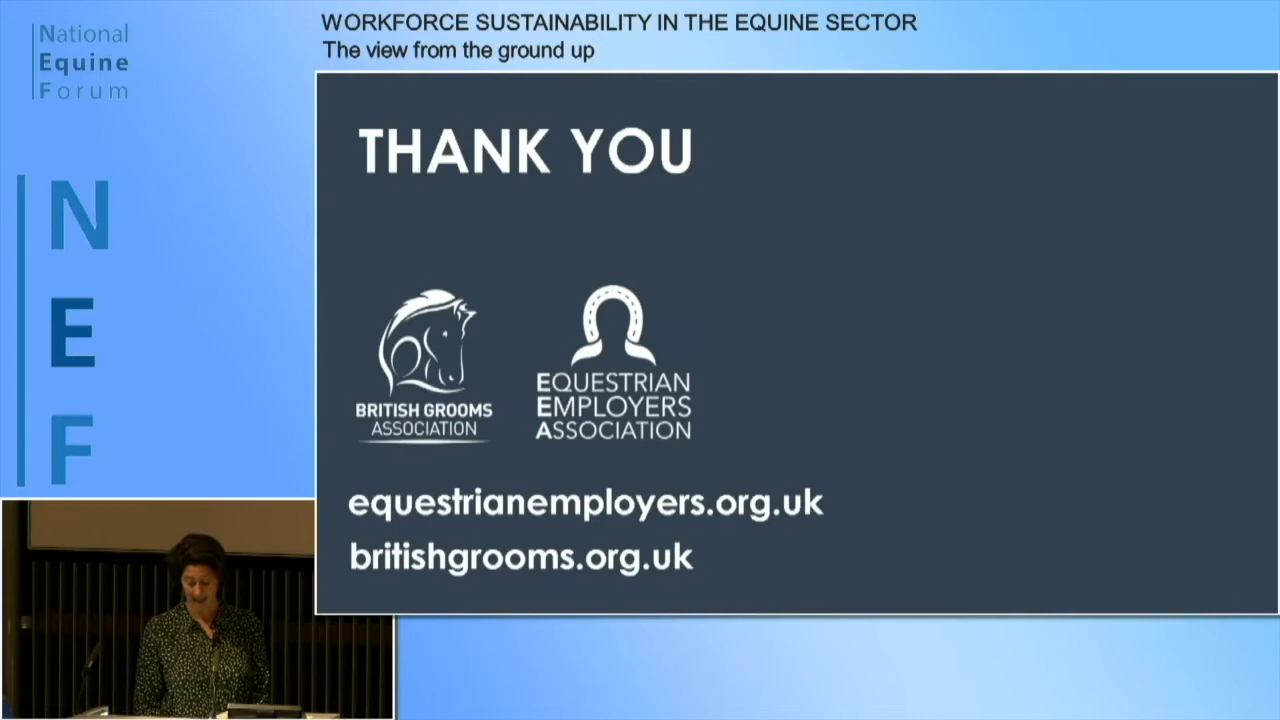 National
Equine
Forum
WORKFORCE SUSTAINABILITY IN THE EQUINE SECTOR
The view from the ground up
N
E
F
THANK YOU
BRITISH GROOMS
ASSOCIATION
EQUESTRIAN
EMPLOYERS
ASSOCIATION
equestrianemployers.org.uk
britishgrooms.org.uk